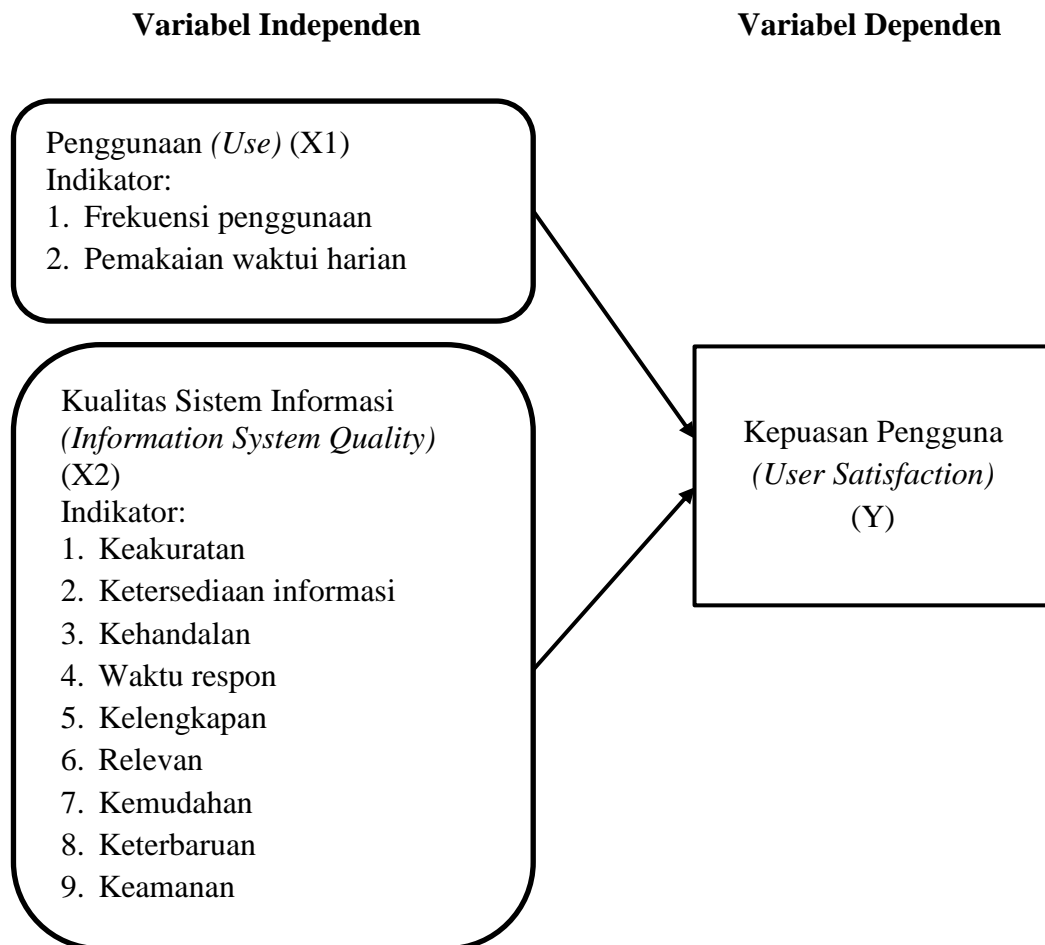 Variabel Independen
Variabel Dependen
Penggunaan (Use) (X1)
Indikator:
1. Frekuensi penggunaan
2. Pemakaian waktui harian
Kualitas Sistem Informasi
(Information System Quality)
(X2)
Indikator:
1. Keakuratan
2. Ketersediaan informasi
3. Kehandalan
4. Waktu respon
5. Kelengkapan
6. Relevan
7. Kemudahan
8. Keterbaruan
9. Keamanan
Kepuasan Pengguna
(User Satisfaction)
(Y)